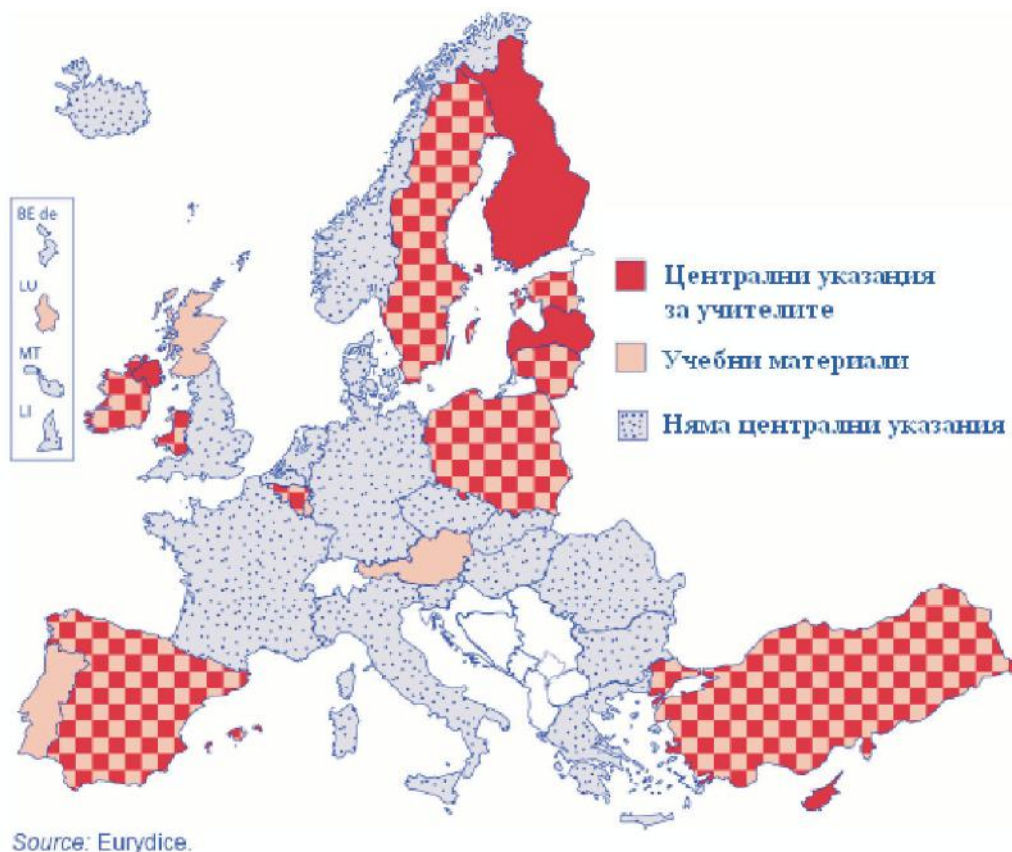 BE de
LU
MT
LI
Централни указания
за учителите
Учебни материали
Няма централни указания
Source: Eurydice.